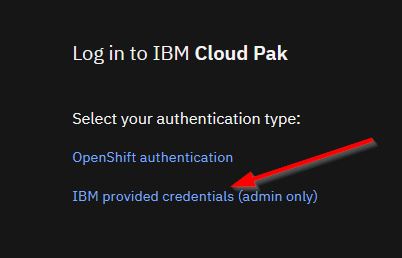 Log in to IBM Cloud Pak
Select your authentication type:
OpenShift authentication
IBM provided credentials (admin only)